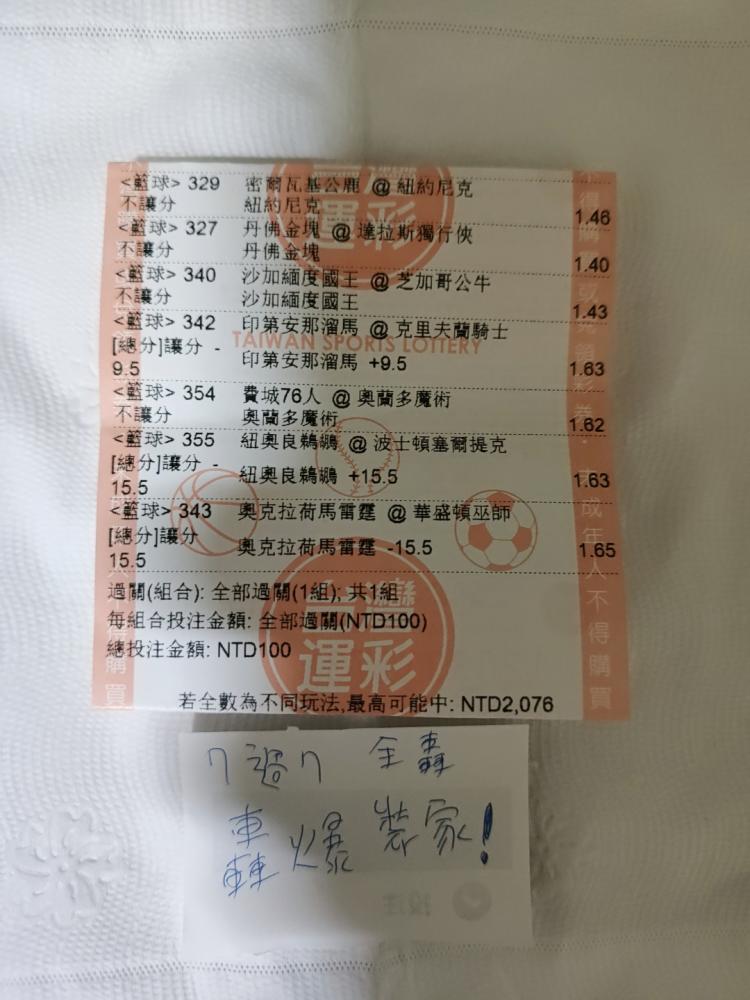 <籃球> 329 密爾瓦基公鹿 @ 紐約尼克
不讓分 紐約尼克 1.46
<籃球> 327 丹佛金塊 @ 達拉斯獨行俠
不讓分 丹佛金塊 1.40
<籃球> 340 沙加緬度國王 @ 芝加哥公牛
不讓分 沙加緬度國王 1.43
<籃球> 342 印第安那溜馬 @ 克里夫蘭騎士
TAIWAN SPORTS LOTTERY
[總分]讓分 -
9.5 印第安那溜馬 +9.5 1.63
<籃球> 354 費城76人 @ 奧蘭多魔術
不讓分 奧蘭多魔術 1.62
<籃球> 355 紐奧良鵜鶘 @ 波士頓塞爾提克
[總分]讓分 -
15.5 紐奧良鵜鶘 +15.5 1.63
<籃球> 343 奧克拉荷馬雷霆 @ 華盛頓巫師
[總分]讓分
15.5 奧克拉荷馬雷霆 -15.5 1.65
過關(組合): 全部過關(1組); 共1組
每組合投注金額: 全部過關(NTD100)
總投注金額: NTD100
台灣
運彩
若全數為不同玩法,最高可能中: NTD2,076
不得購買
7過7 全轟
轟爆莊家!